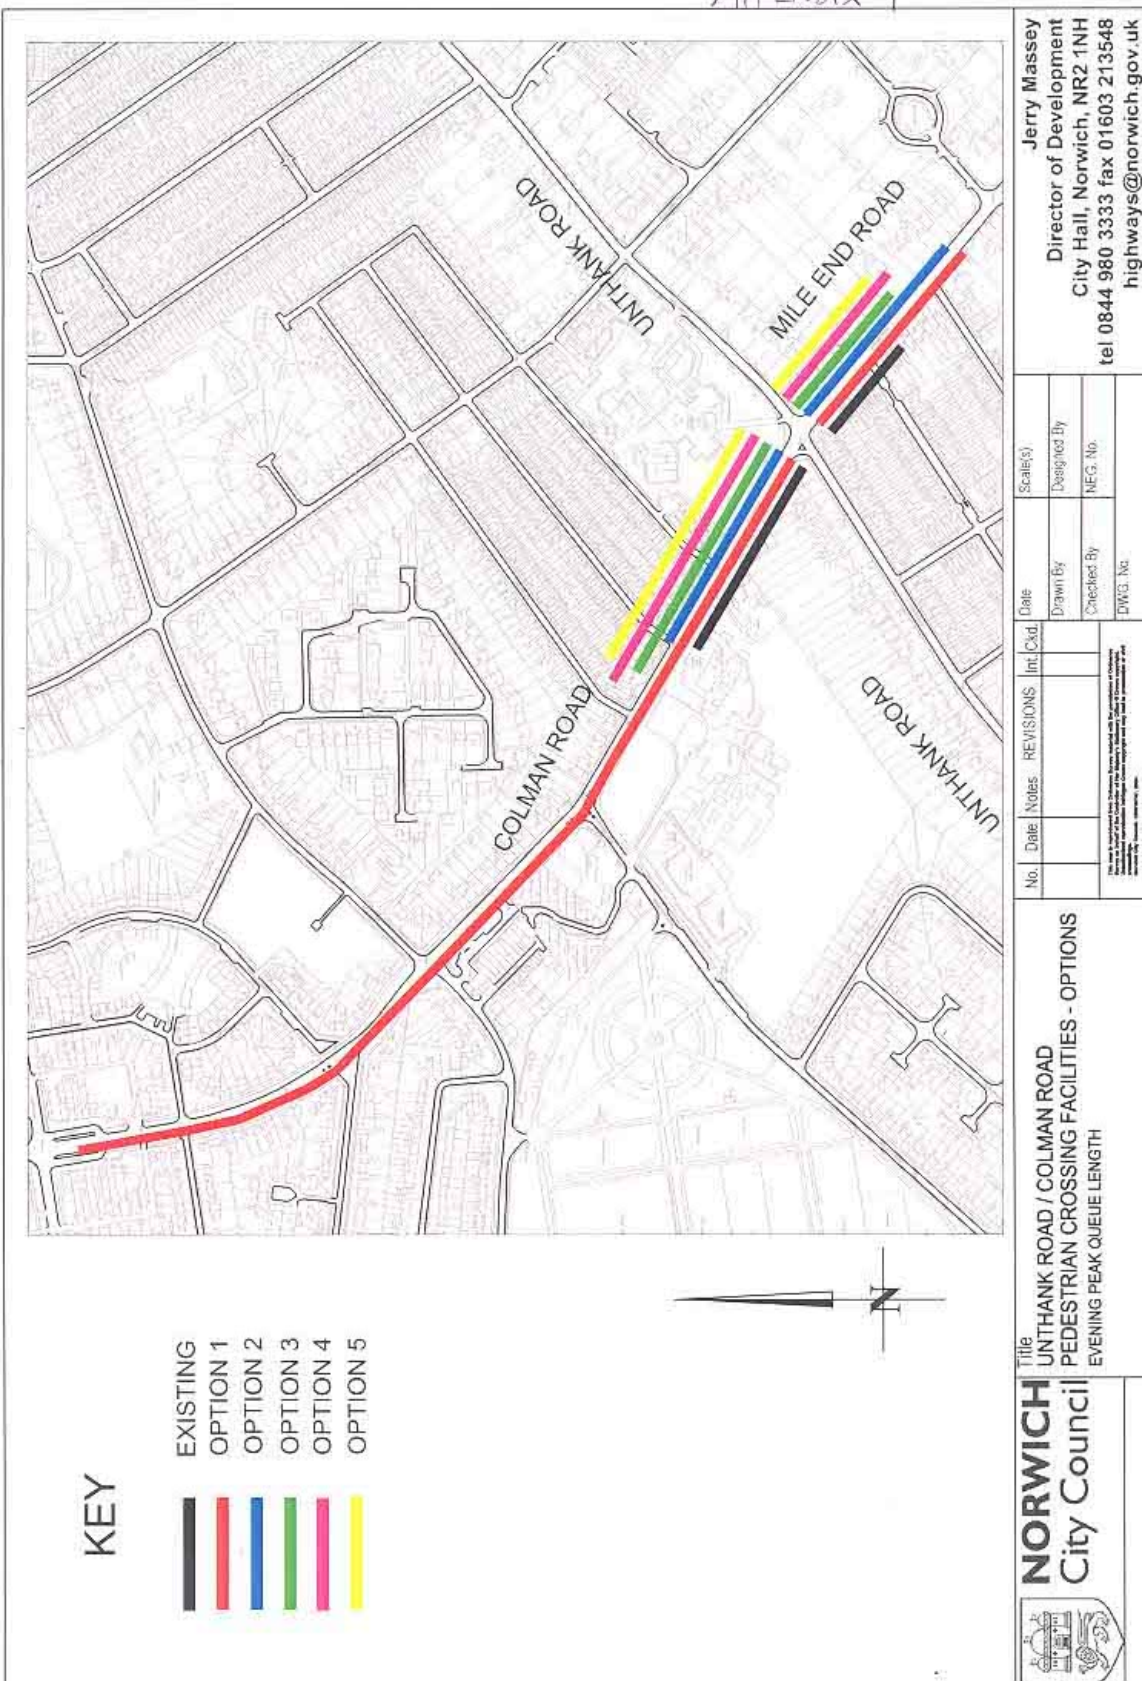 KEY
EXISTING
OPTION 1
OPTION 2
OPTION 3
OPTION 4
OPTION 5
N
UNTHANK ROAD
UNTHANK ROAD
MILE END ROAD
COLMAN ROAD
UNTHANK ROAD
UNTHANK ROAD
NORWICH
City Council
Title
UNTHANK ROAD / COLMAN ROAD
PEDESTRIAN CROSSING FACILITIES - OPTIONS
EVENING PEAK QUEUE LENGTH
No. Date Notes REVISIONS Int. Ckd.
Date
Scale(s)
Drawn By
Designed By
Checked By
NEG. No.
DWG. No.
Jerry Massey
Director of Development
City Hall, Norwich, NR2 1NH
tel 0844 980 3333 fax 01603 213548
highways@norwich.gov.uk